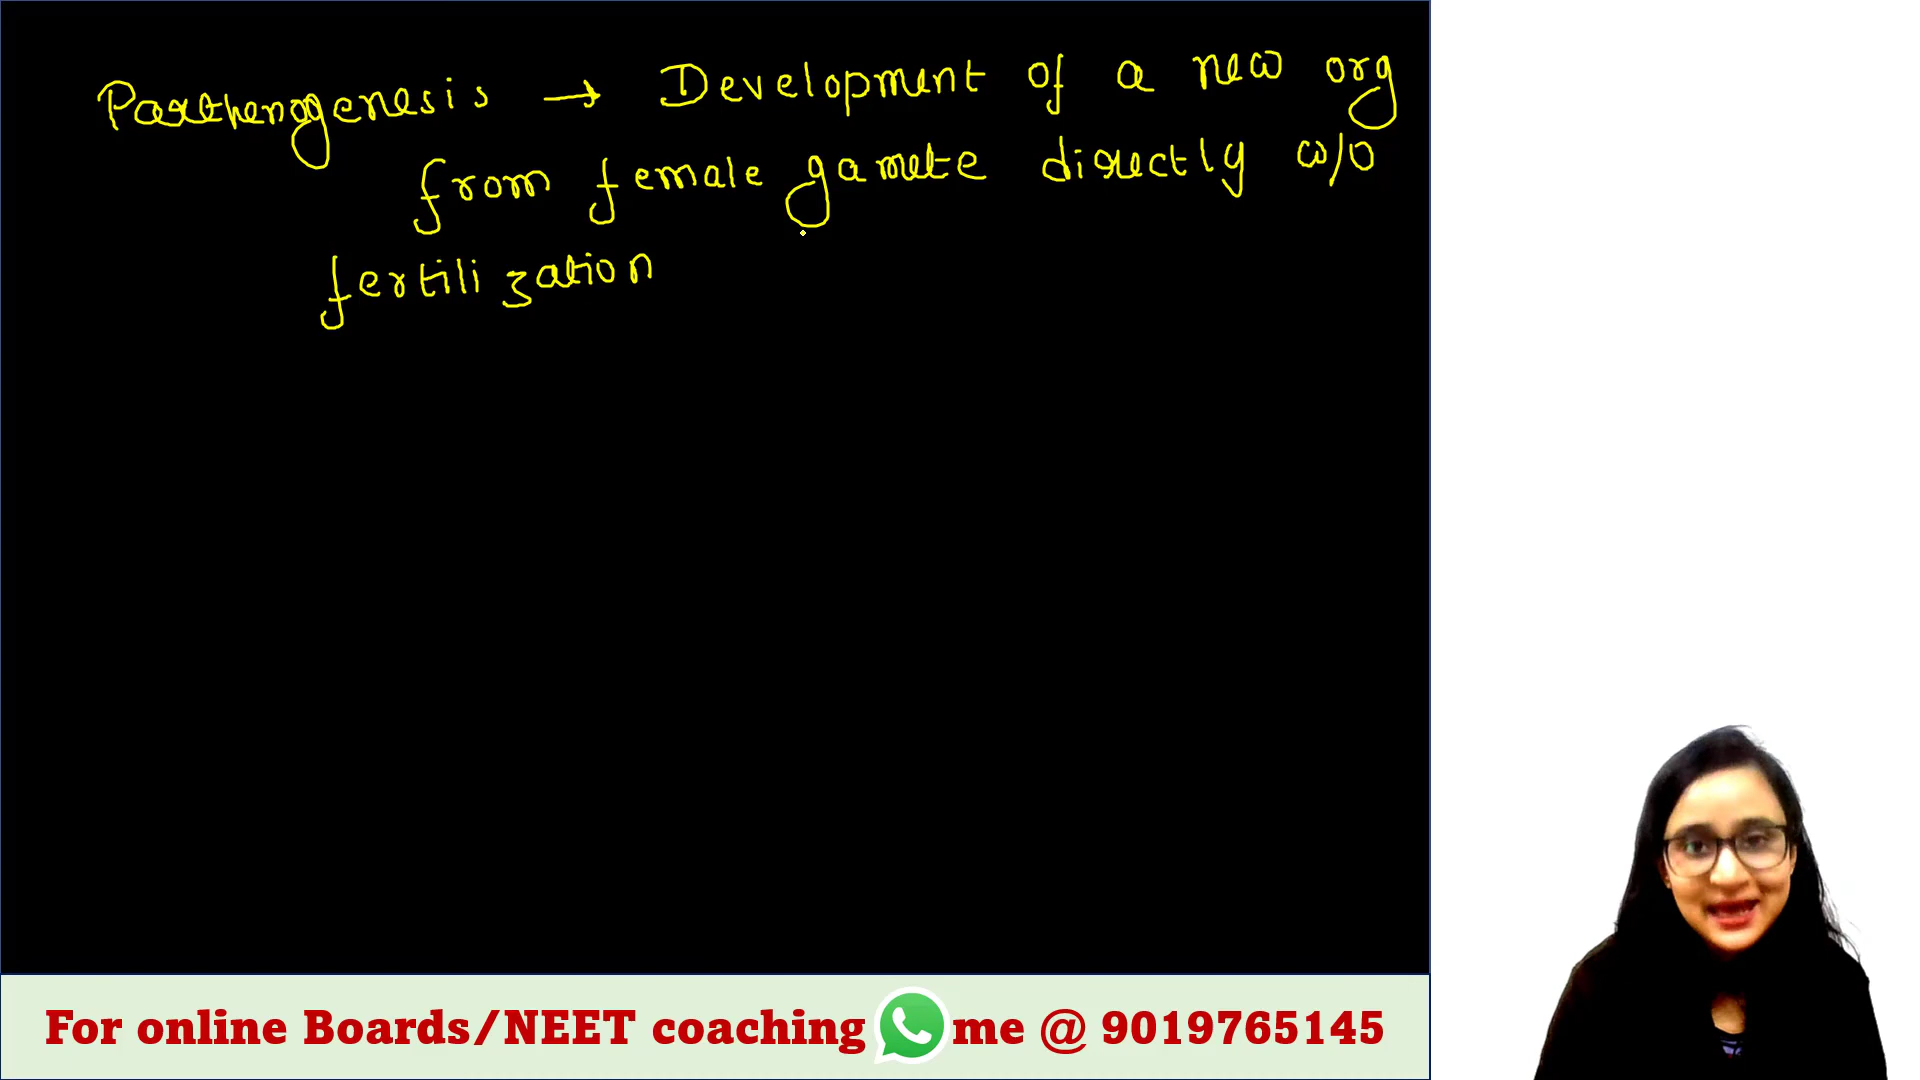 Parthenogenesis → Development of a new org
from female gamete directly w/o
fertilization
For online Boards/NEET coaching me @ 9019765145